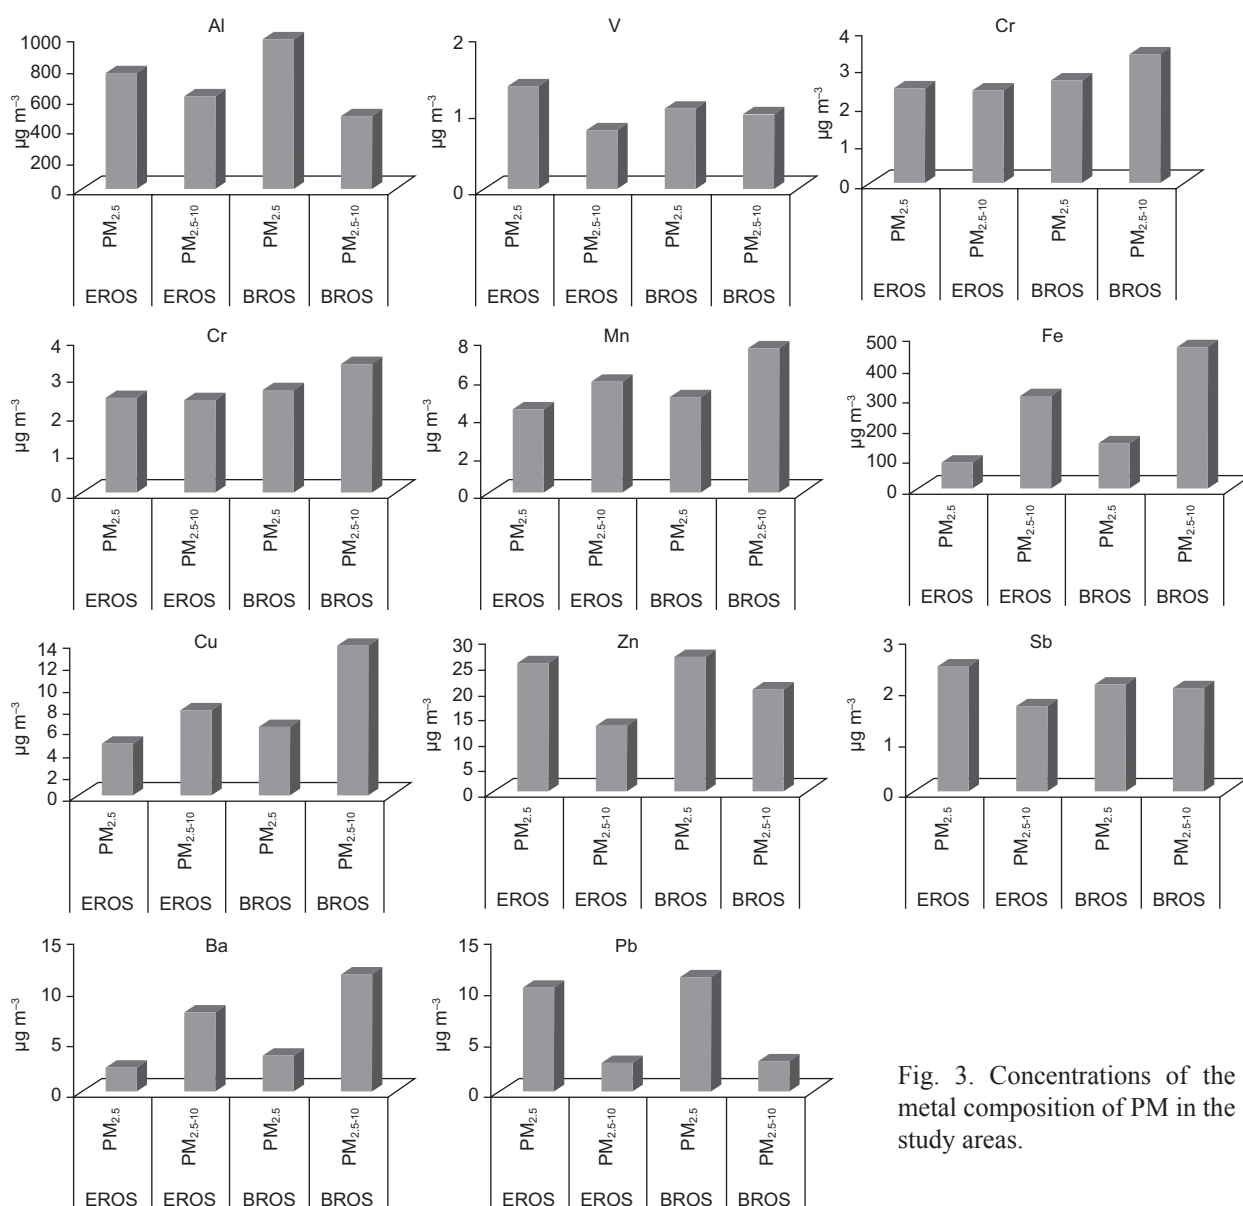 Al
µg m⁻³
1000
800
600
400
200
0
PM2.5
PM2.5-10
PM2.5
PM2.5-10
EROS EROS BROS BROS
V
µg m⁻³
2
1
0
PM2.5
PM2.5-10
PM2.5
PM2.5-10
EROS EROS BROS BROS
Cr
µg m⁻³
4
3
2
1
0
PM2.5
PM2.5-10
PM2.5
PM2.5-10
EROS EROS BROS BROS
Cr
µg m⁻³
4
3
2
1
0
PM2.5
PM2.5-10
PM2.5
PM2.5-10
EROS EROS BROS BROS
Mn
µg m⁻³
8
6
4
2
0
PM2.5
PM2.5-10
PM2.5
PM2.5-10
EROS EROS BROS BROS
Fe
µg m⁻³
500
400
300
200
100
0
PM2.5
PM2.5-10
PM2.5
PM2.5-10
EROS EROS BROS BROS
Cu
µg m⁻³
14
12
10
8
6
4
2
0
PM2.5
PM2.5-10
PM2.5
PM2.5-10
EROS EROS BROS BROS
Zn
µg m⁻³
30
25
20
15
10
5
0
PM2.5
PM2.5-10
PM2.5
PM2.5-10
EROS EROS BROS BROS
Sb
µg m⁻³
3
2
1
0
PM2.5
PM2.5-10
PM2.5
PM2.5-10
EROS EROS BROS BROS
Ba
µg m⁻³
15
10
5
0
PM2.5
PM2.5-10
PM2.5
PM2.5-10
EROS EROS BROS BROS
Pb
µg m⁻³
15
10
5
0
PM2.5
PM2.5-10
PM2.5
PM2.5-10
EROS EROS BROS BROS
Fig. 3. Concentrations of the
metal composition of PM in the
study areas.